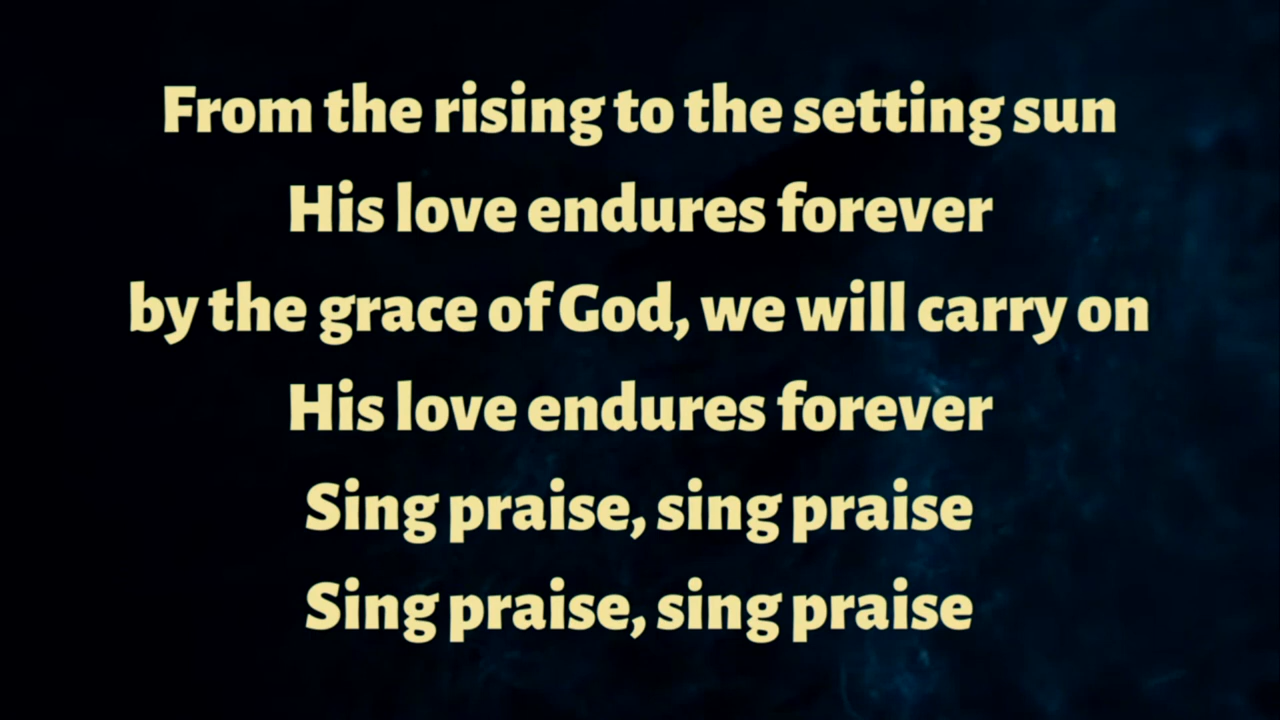 From the rising to the setting sun
His love endures forever
by the grace of God, we will carry on
His love endures forever
Sing praise, sing praise
Sing praise, sing praise